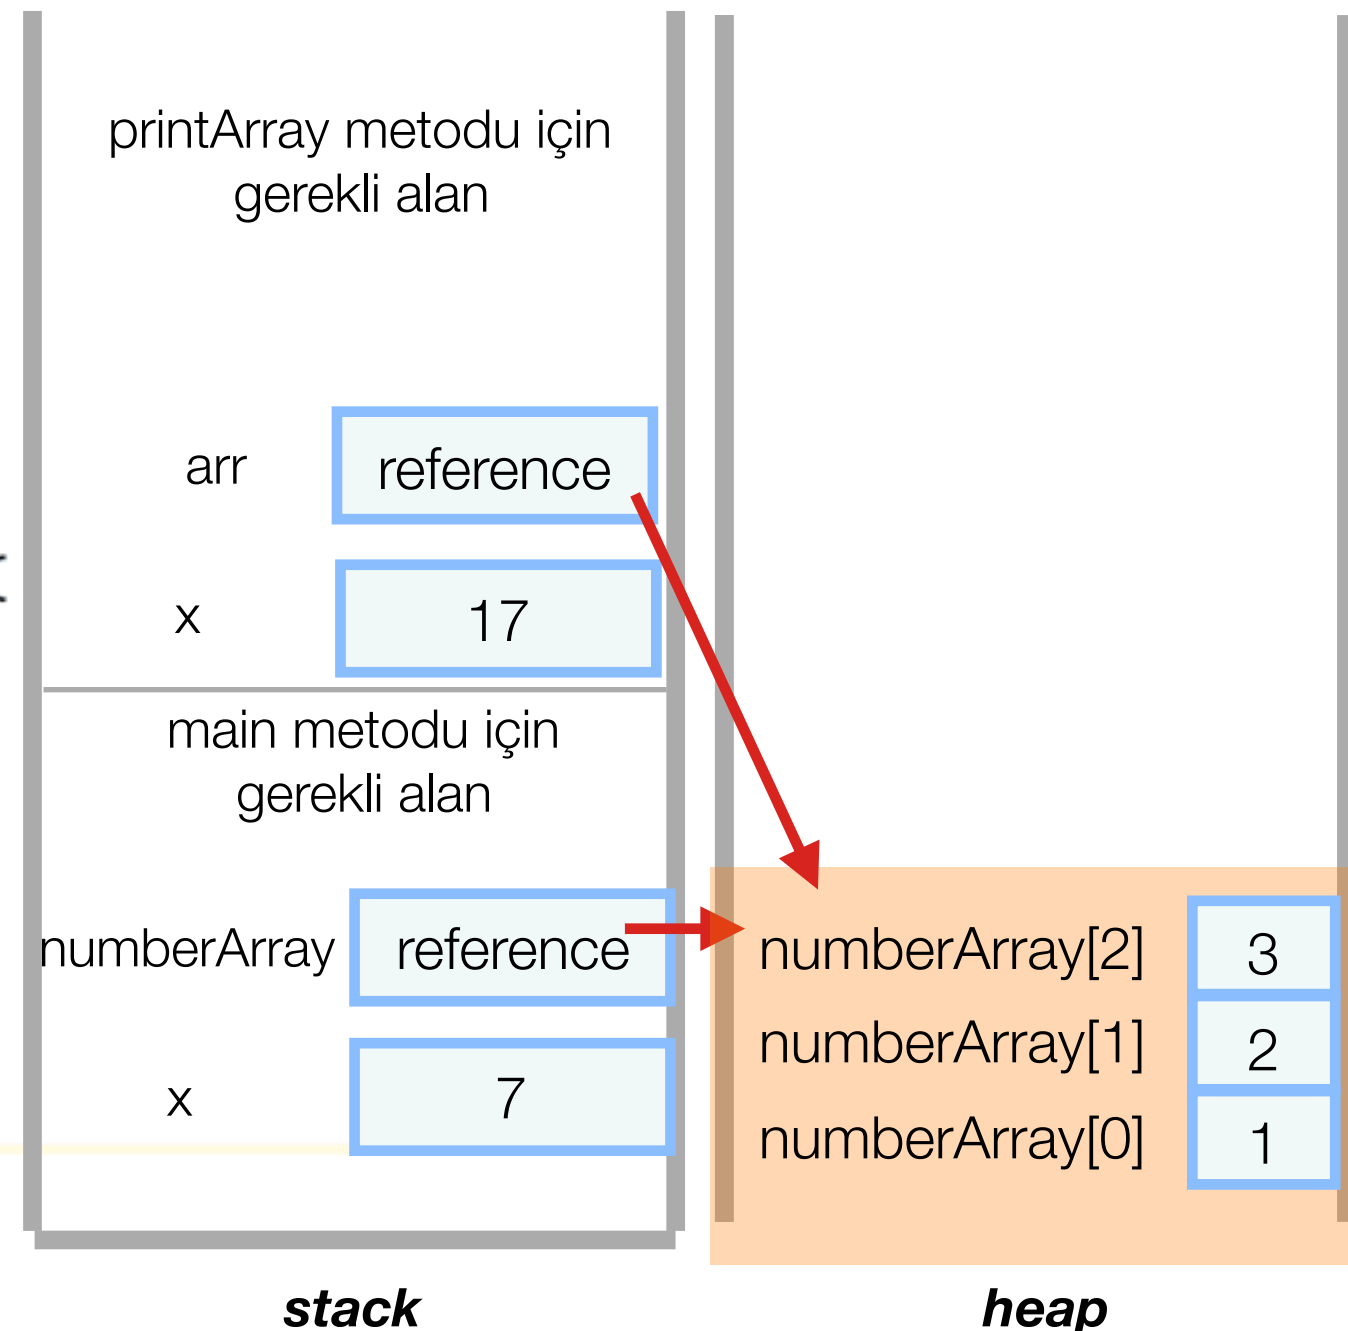 printArray metodu için
gerekli alan
arr reference
x 17
main metodu için
gerekli alan
numberArray reference
x 7
numberArray[2] 3
numberArray[1] 2
numberArray[0] 1
stack
heap